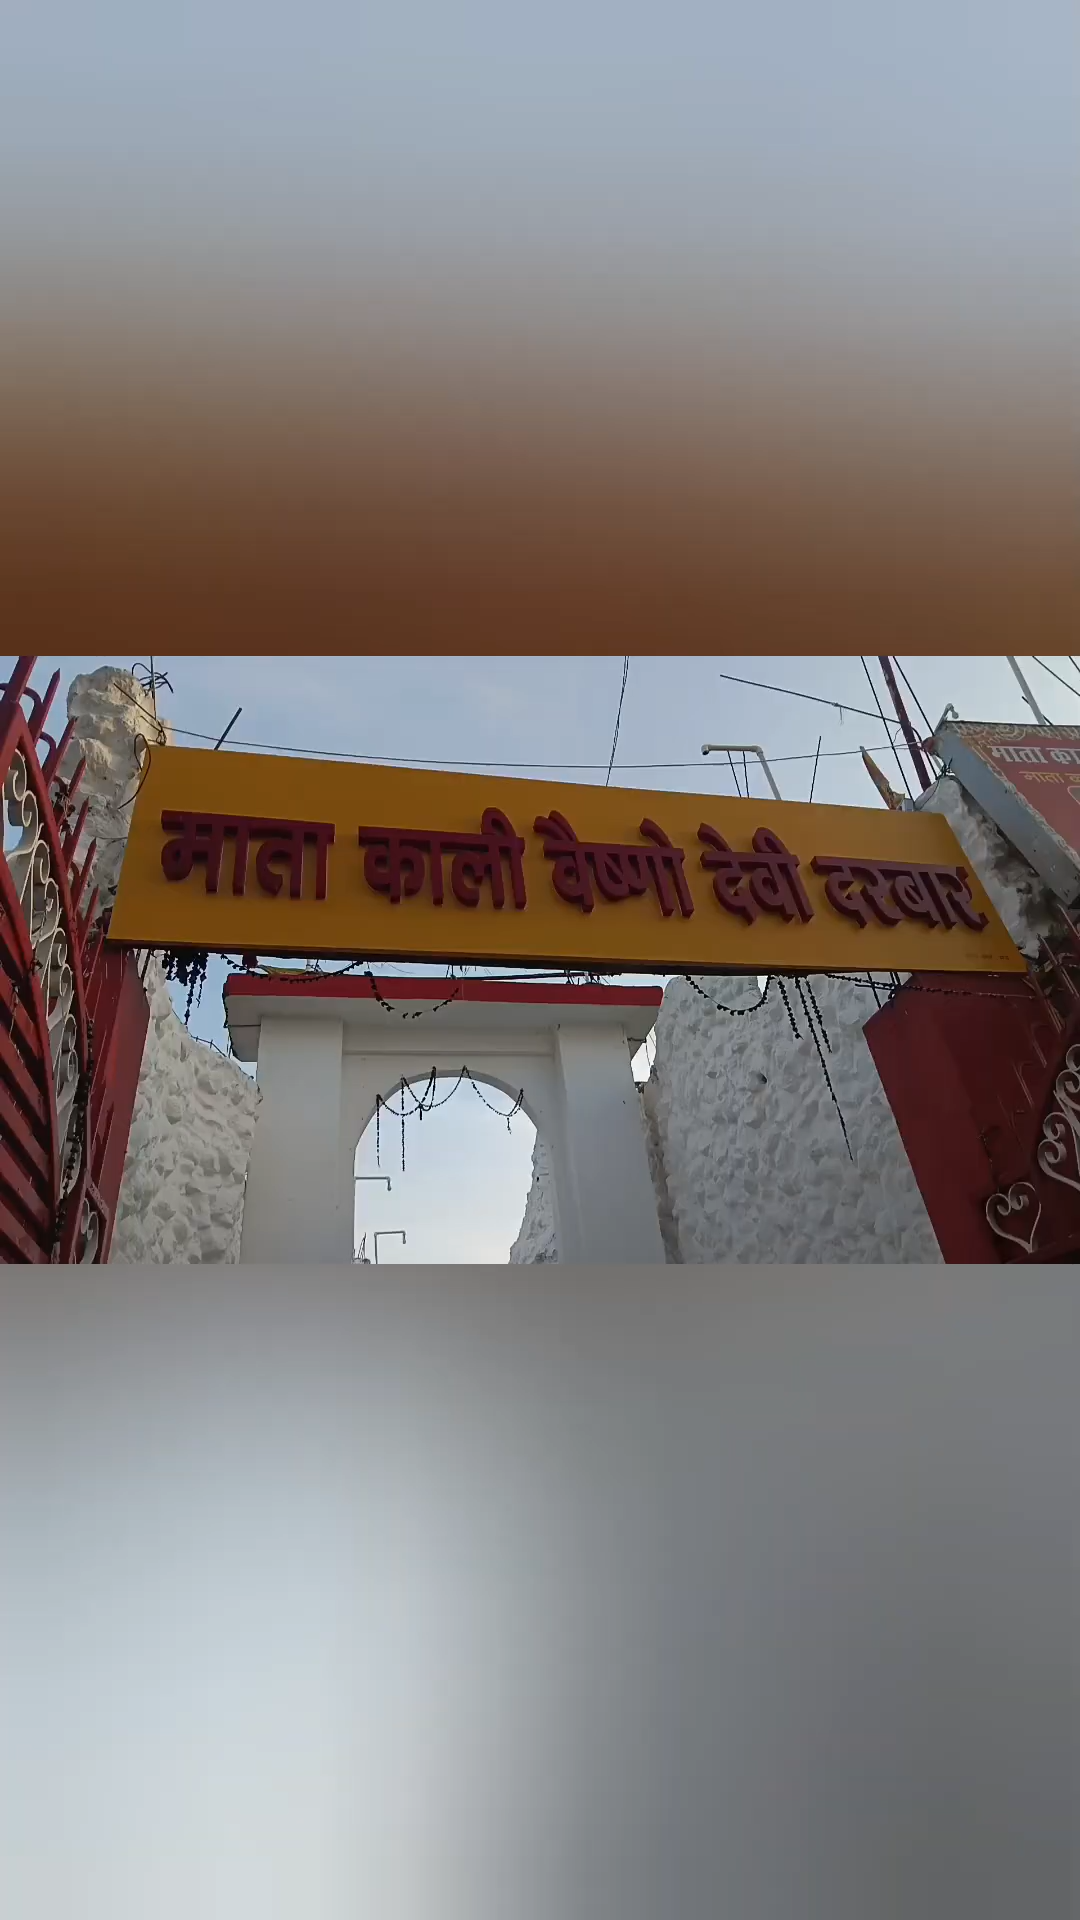 माता काली वैष्णो देवी दरबार
माता का
माता